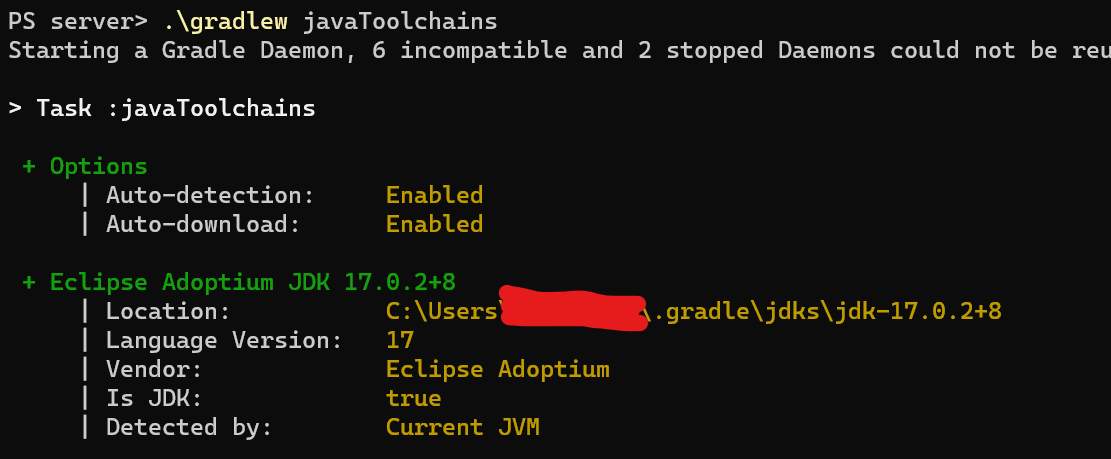 PS server> .\gradlew javaToolchains
Starting a Gradle Daemon, 6 incompatible and 2 stopped Daemons could not be reu
> Task :javaToolchains
+ Options
| Auto-detection: Enabled
| Auto-download: Enabled
+ Eclipse Adoptium JDK 17.0.2+8
| Location: C:\Users\ \.gradle\jdks\jdk-17.0.2+8
| Language Version: 17
| Vendor: Eclipse Adoptium
| Is JDK: true
| Detected by: Current JVM